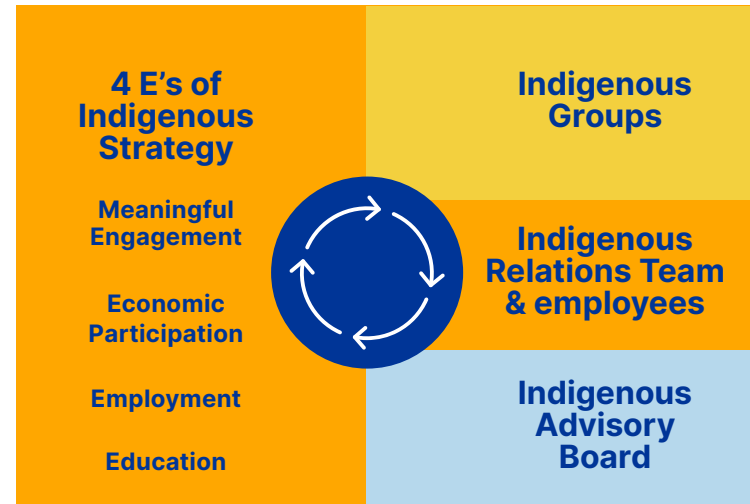 4 E’s of
Indigenous
Strategy
Meaningful
Engagement
Economic
Participation
Employment
Education
Indigenous
Groups
Indigenous
Relations Team
& employees
Indigenous
Advisory
Board